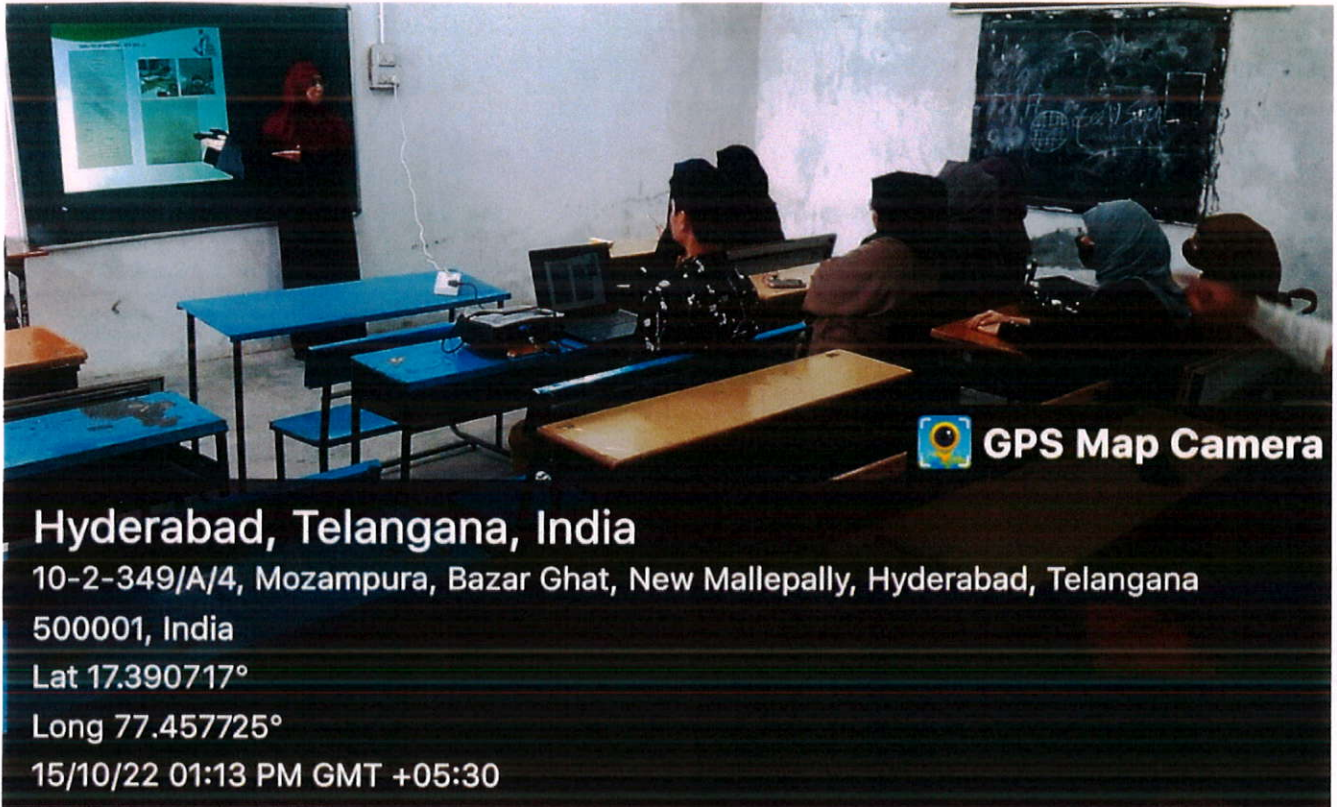 GPS Map Camera
Hyderabad, Telangana, India
10-2-349/A/4, Mozampura, Bazar Ghat, New Mallepally, Hyderabad, Telangana
500001, India
Lat 17.390717°
Long 77.457725°
15/10/22 01:13 PM GMT +05:30